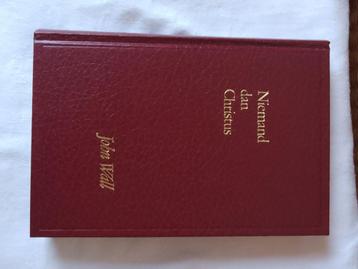 Niemand
dan
Christus
John Wall